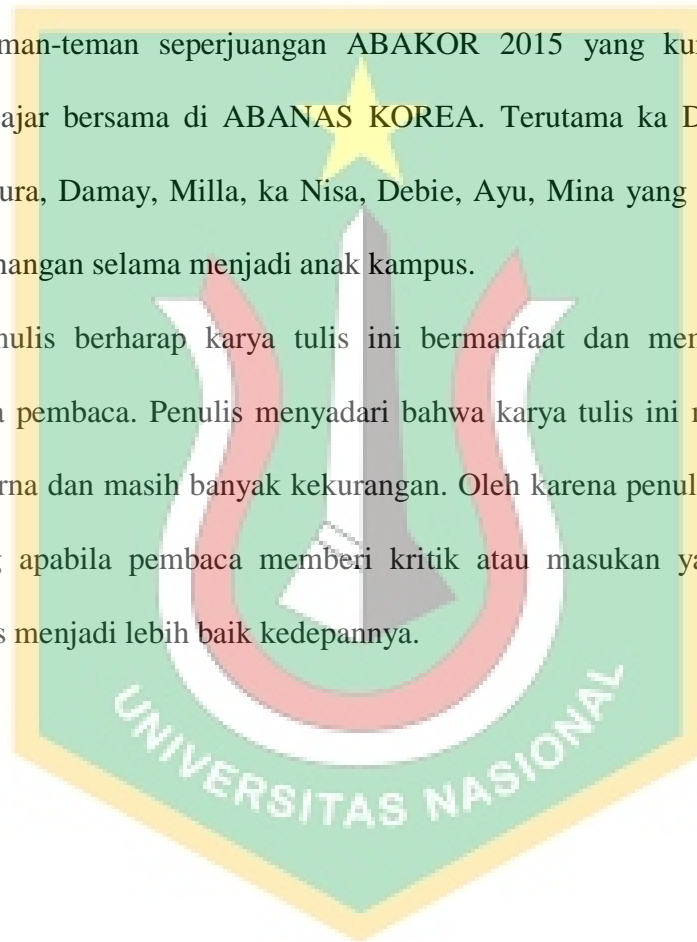 man-teman seperjuangan ABAKOR 2015 yang ku
ajar bersama di ABANAS KOREA. Terutama ka D
ura, Damay, Milla, ka Nisa, Debie, Ayu, Mina yang
nangan selama menjadi anak kampus.
nulis berharap karya tulis ini bermanfaat dan mem
a pembaca. Penulis menyadari bahwa karya tulis ini
rna dan masih banyak kekurangan. Oleh karena penul
apabila pembaca memberi kritik atau masukan ya
s menjadi lebih baik kedepannya.
UNIVERSITAS NASIONAL